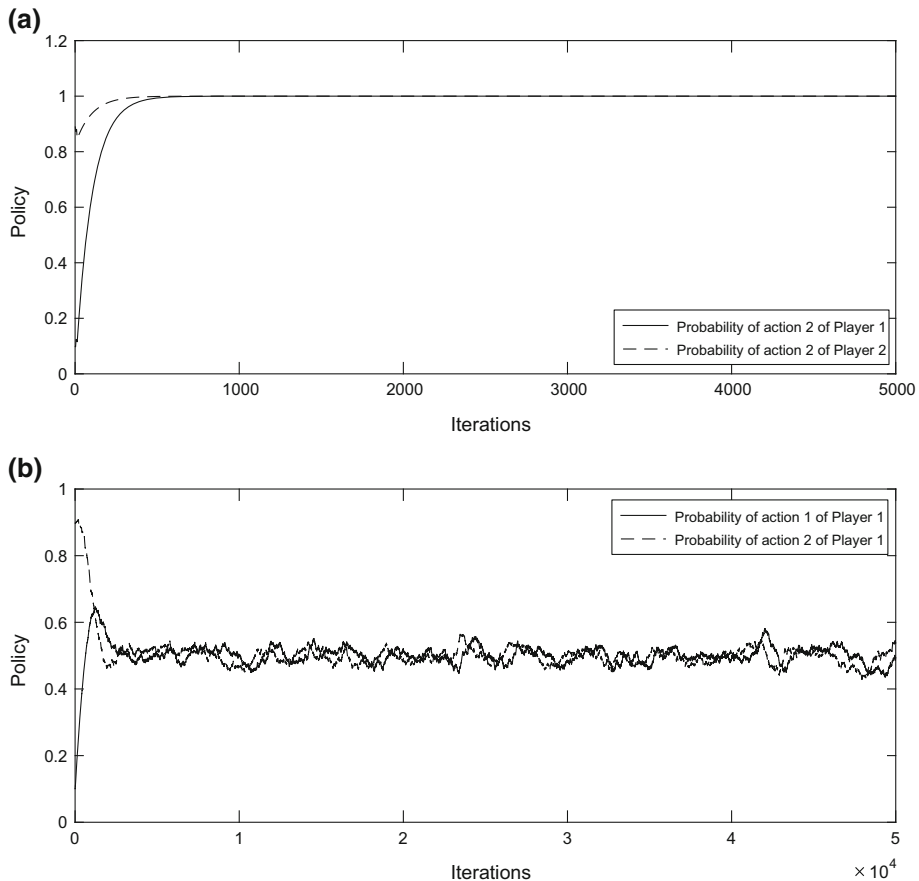 (a)
1.2
1
0.8
0.6
0.4
0.2
0
Policy
Probability of action 2 of Player 1
Probability of action 2 of Player 2
0 1000 2000 3000 4000 5000
Iterations
(b)
1
0.8
0.6
0.4
0.2
0
Policy
Probability of action 1 of Player 1
Probability of action 2 of Player 1
0 1 2 3 4 5
Iterations
× 10^4